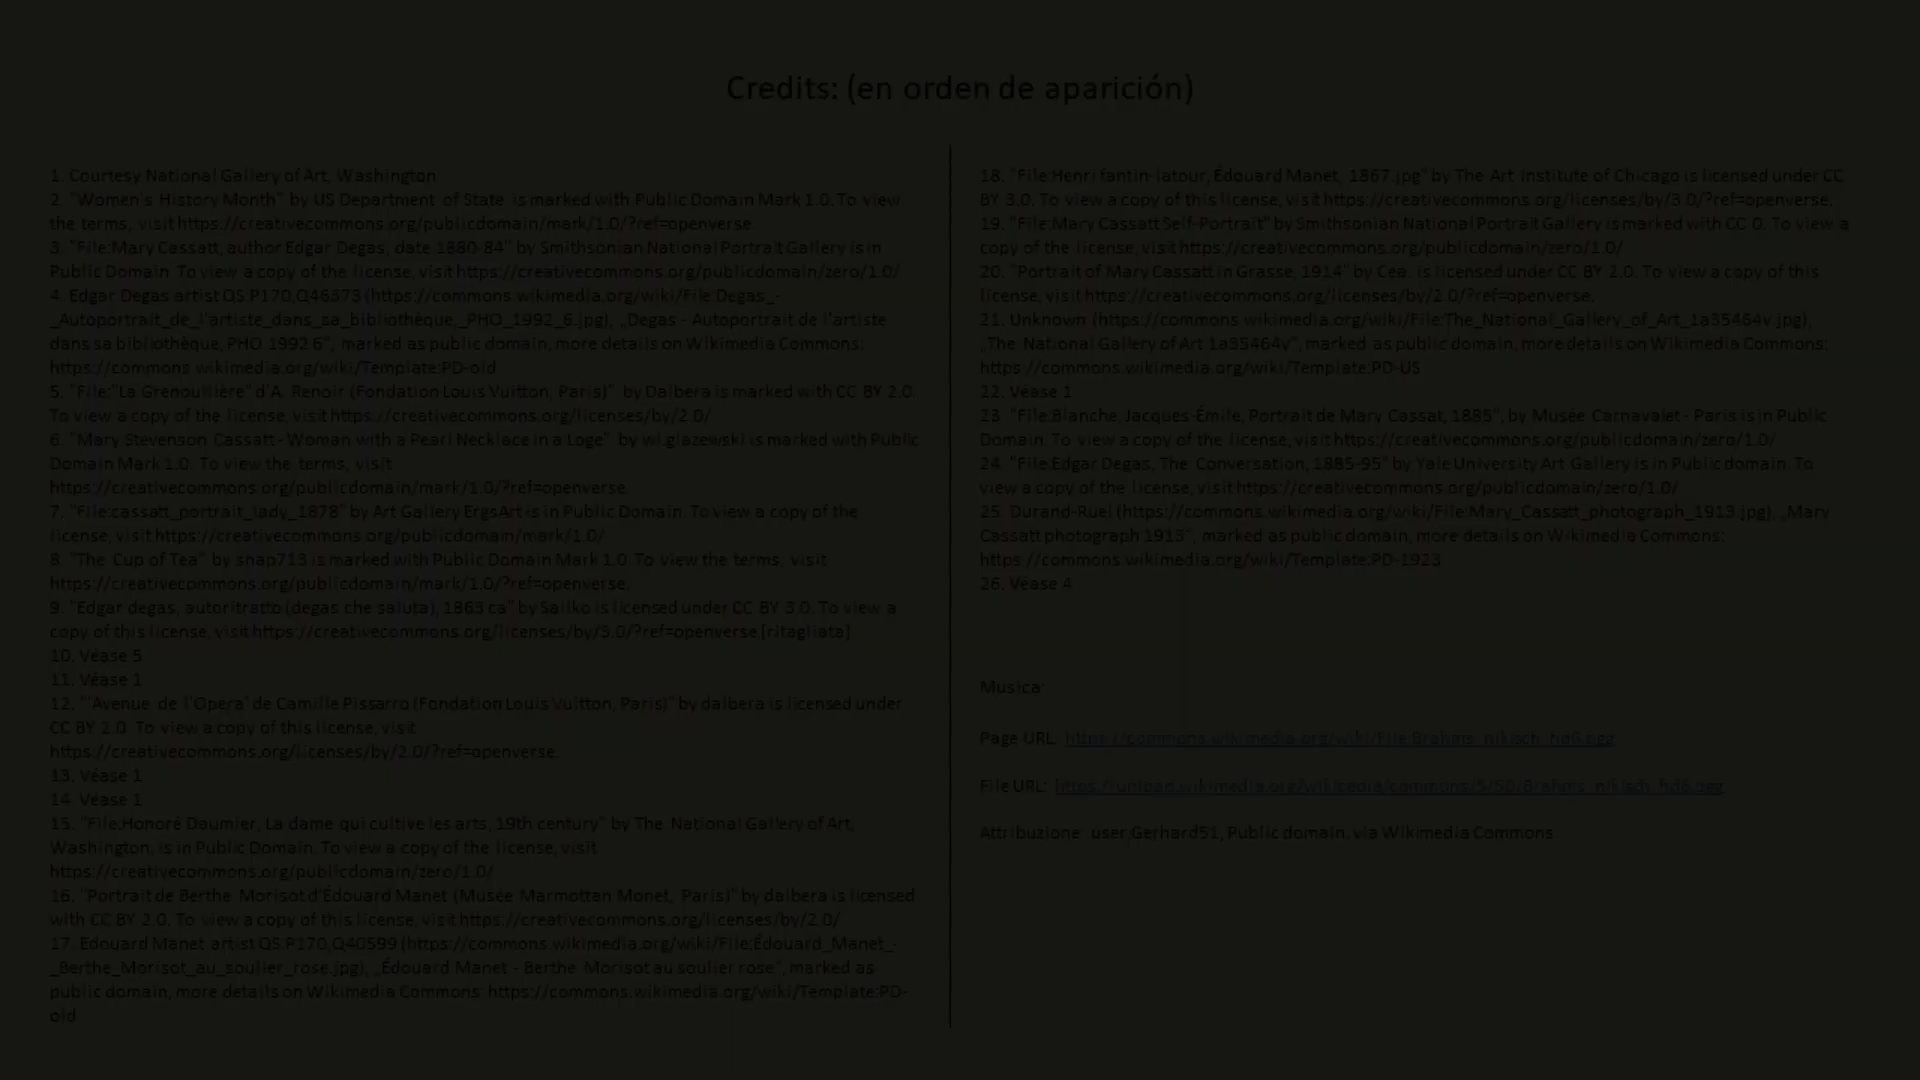 Credits: (en orden de aparición)
1. Courtesy National Gallery of Art, Washington
2. "Women's History Month" by US Department of State is marked with Public Domain Mark 1.0. To view
the terms, visit https://creativecommons.org/publicdomain/mark/1.0/?ref=openverse.
3. "File:Mary Cassatt, author Edgar Degas, date 1880-84" by Smithsonian National Portrait Gallery is in
Public Domain. To view a copy of the license, visit https://creativecommons.org/publicdomain/zero/1.0/
4. Edgar Degas artist QS:P170,Q46373 (https://commons.wikimedia.org/wiki/File:Degas_-
_Autoportrait_de_l'artiste_dans_sa_bibliothèque,_PHO_1992_6.jpg), „Degas - Autoportrait de l'artiste
dans sa bibliothèque, PHO 1992 6", marked as public domain, more details on Wikimedia Commons:
https://commons.wikimedia.org/wiki/Template:PD-old
5. "File:"La Grenouillère" d'A. Renoir (Fondation Louis Vuitton, Paris)" by Dalbera is marked with CC BY 2.0.
To view a copy of the license, visit https://creativecommons.org/licenses/by/2.0/
6. "Mary Stevenson Cassatt - Woman with a Pearl Necklace in a Loge" by wi.glazewski is marked with Public
Domain Mark 1.0. To view the terms, visit
https://creativecommons.org/publicdomain/mark/1.0/?ref=openverse.
7. "File:cassatt_portrait_lady_1878" by Art Gallery ErgsArt is in Public Domain. To view a copy of the
license, visit https://creativecommons.org/publicdomain/mark/1.0/
8. "The Cup of Tea" by snap713 is marked with Public Domain Mark 1.0. To view the terms, visit
https://creativecommons.org/publicdomain/mark/1.0/?ref=openverse.
9. "Edgar degas, autoritratto (degas che saluta), 1863 ca" by Sailko is licensed under CC BY 3.0. To view a
copy of this license, visit https://creativecommons.org/licenses/by/3.0/?ref=openverse [ritagliata]
10. Véase 5
11. Véase 1
12. ""Avenue de l'Opéra" de Camille Pissarro (Fondation Louis Vuitton, Paris)" by dalbera is licensed under
CC BY 2.0. To view a copy of this license, visit
https://creativecommons.org/licenses/by/2.0/?ref=openverse.
13. Véase 1
14. Véase 1
15. "File:Honoré Daumier, La dame qui cultive les arts, 19th century" by The National Gallery of Art,
Washington, is in Public Domain. To view a copy of the license, visit
https://creativecommons.org/publicdomain/zero/1.0/
16. "Portrait de Berthe Morisot d'Édouard Manet (Musée Marmottan Monet, Paris)" by dalbera is licensed
with CC BY 2.0. To view a copy of this license, visit https://creativecommons.org/licenses/by/2.0/
17. Edouard Manet artist QS:P170,Q40599 (https://commons.wikimedia.org/wiki/File:Édouard_Manet_-
_Berthe_Morisot_au_soulier_rose.jpg), „Édouard Manet - Berthe Morisot au soulier rose", marked as
public domain, more details on Wikimedia Commons: https://commons.wikimedia.org/wiki/Template:PD-
old
18. "File:Henri fantin-latour, Édouard Manet, 1867.jpg" by The Art Institute of Chicago is licensed under CC
BY 3.0. To view a copy of this license, visit https://creativecommons.org/licenses/by/3.0/?ref=openverse.
19. "File:Mary Cassatt Self-Portrait" by Smithsonian National Portrait Gallery is marked with CC 0. To view a
copy of the license, visit https://creativecommons.org/publicdomain/zero/1.0/
20. "Portrait of Mary Cassatt in Grasse, 1914" by Cea. is licensed under CC BY 2.0. To view a copy of this
license, visit https://creativecommons.org/licenses/by/2.0/?ref=openverse.
21. Unknown (https://commons.wikimedia.org/wiki/File:The_National_Gallery_of_Art_1a35464v.jpg),
„The National Gallery of Art 1a35464v", marked as public domain, more details on Wikimedia Commons:
https://commons.wikimedia.org/wiki/Template:PD-US
22. Véase 1
23. "File:Blanche, Jacques-Émile, Portrait de Mary Cassat, 1885", by Musée Carnavalet - Paris is in Public
Domain. To view a copy of the license, visit https://creativecommons.org/publicdomain/zero/1.0/
24. "File:Edgar Degas, The Conversation, 1885-95" by Yale University Art Gallery is in Public domain. To
view a copy of the license, visit https://creativecommons.org/publicdomain/zero/1.0/
25. Durand-Ruel (https://commons.wikimedia.org/wiki/File:Mary_Cassatt_photograph_1913.jpg), „Mary
Cassatt photograph 1913", marked as public domain, more details on Wikimedia Commons:
https://commons.wikimedia.org/wiki/Template:PD-1923
26. Véase 4
Musica:
Page URL: https://commons.wikimedia.org/wiki/File:Brahms_nikisch_hd6.ogg
File URL: https://upload.wikimedia.org/wikipedia/commons/5/50/Brahms_nikisch_hd6.ogg
Attribuzione: user:Gerhard51, Public domain, via Wikimedia Commons